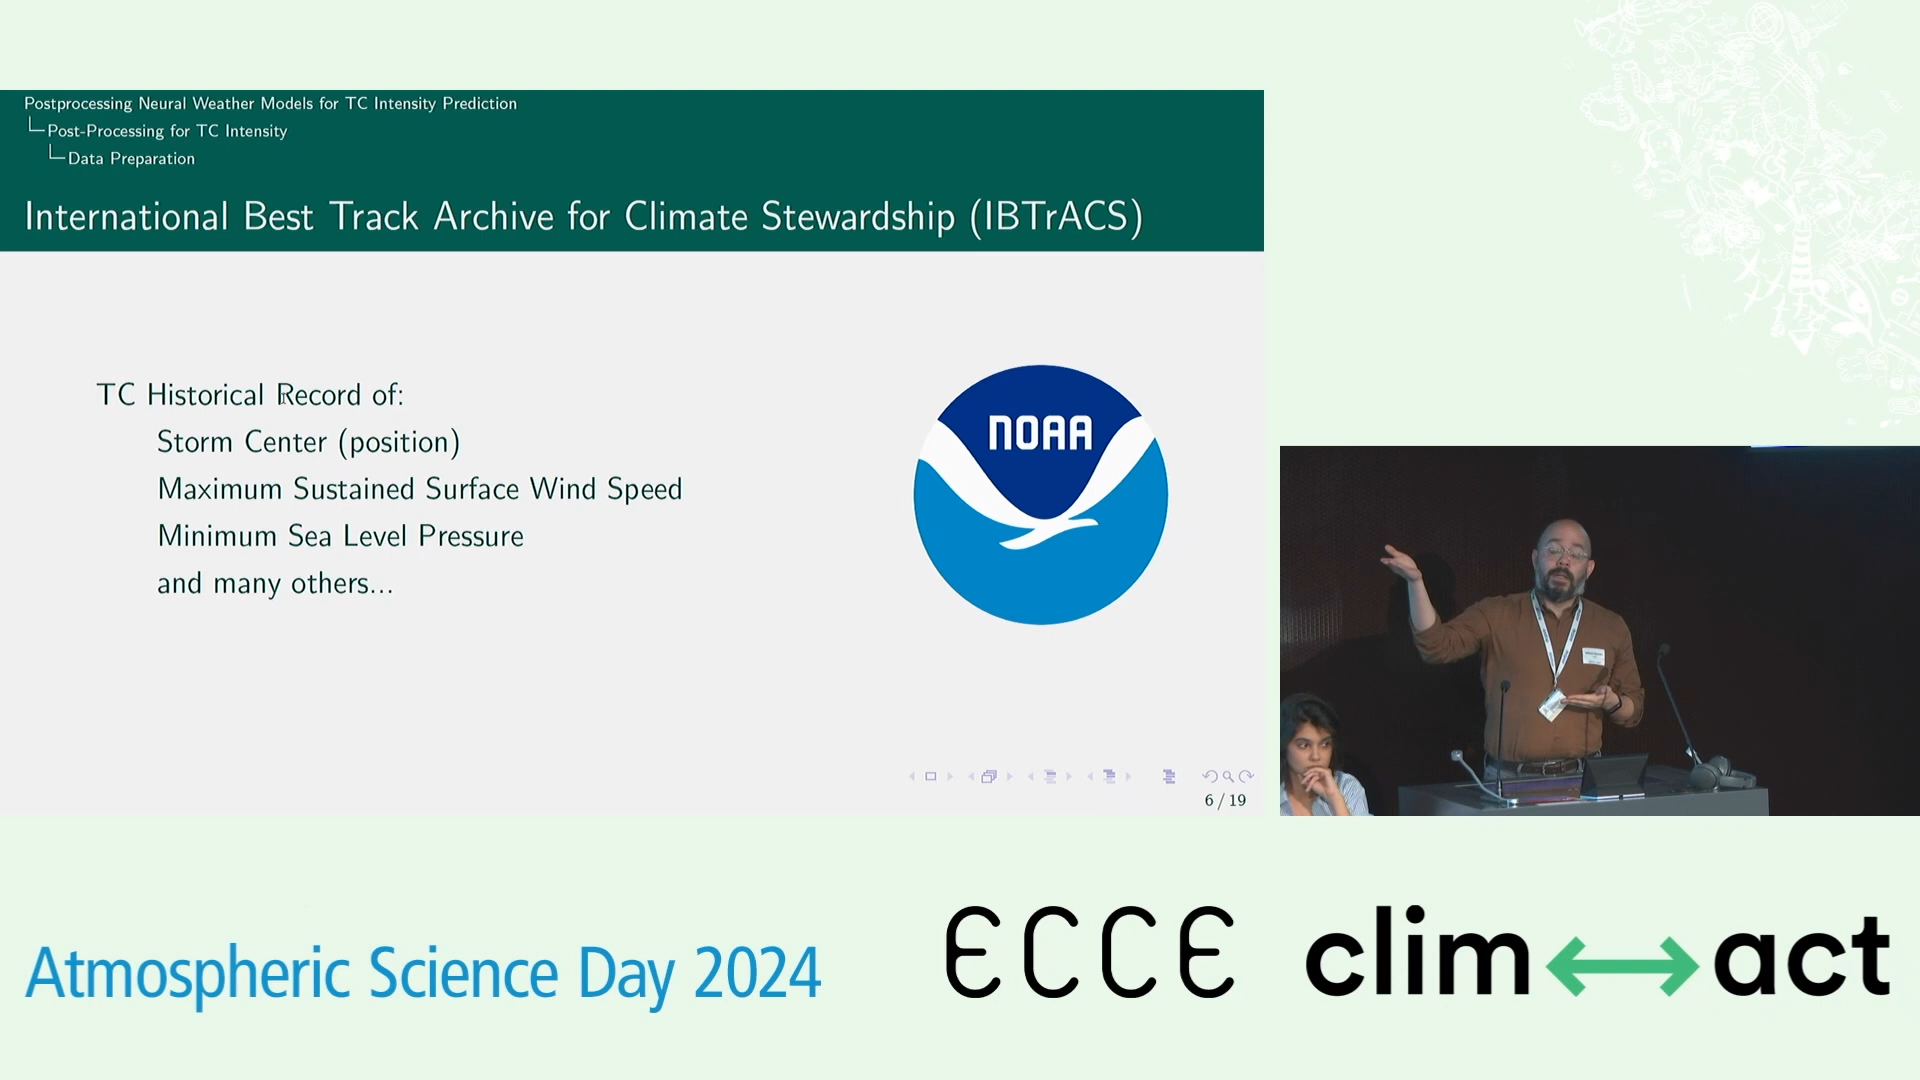 Postprocessing Neural Weather Models for TC Intensity Prediction
Post-Processing for TC Intensity
Data Preparation
International Best Track Archive for Climate Stewardship (IBTrACS)
TC Historical Record of:
Storm Center (position)
Maximum Sustained Surface Wind Speed
Minimum Sea Level Pressure
and many others...
NOAA
6 / 19
Atmospheric Science Day 2024
ECCE
clim act